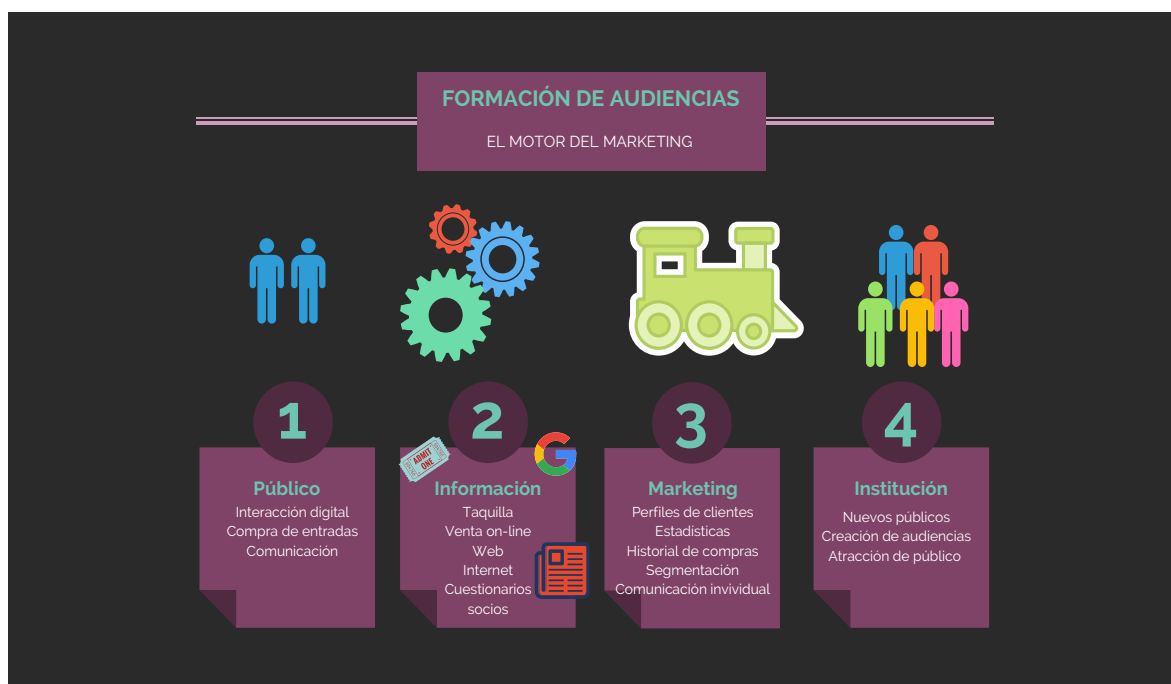 FORMACIÓN DE AUDIENCIAS
EL MOTOR DEL MARKETING
1
Público
Interacción digital
Compra de entradas
Comunicación
2
ADMIT
ONE
Información
Taquilla
Venta on-line
Web
Internet
Cuestionarios
socios
3
Marketing
Perfiles de clientes
Estadísticas
Historial de compras
Segmentación
Comunicación invividual
4
Institución
Nuevos públicos
Creación de audiencias
Atracción de público